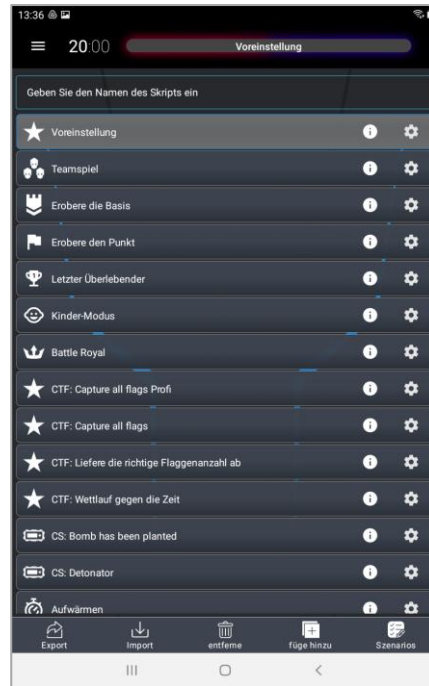 13:36
20:00 Voreinstellung
Geben Sie den Namen des Skripts ein
Voreinstellung
Teamspiel
Erobere die Basis
Erobere den Punkt
Letzter Überlebender
Kinder-Modus
Battle Royal
CTF: Capture all flags Profi
CTF: Capture all flags
CTF: Liefere die richtige Flaggenanzahl ab
CTF: Wettlauf gegen die Zeit
CS: Bomb has been planted
CS: Detonator
Aufwärmen
Export Import entferne füge hinzu Szenarios